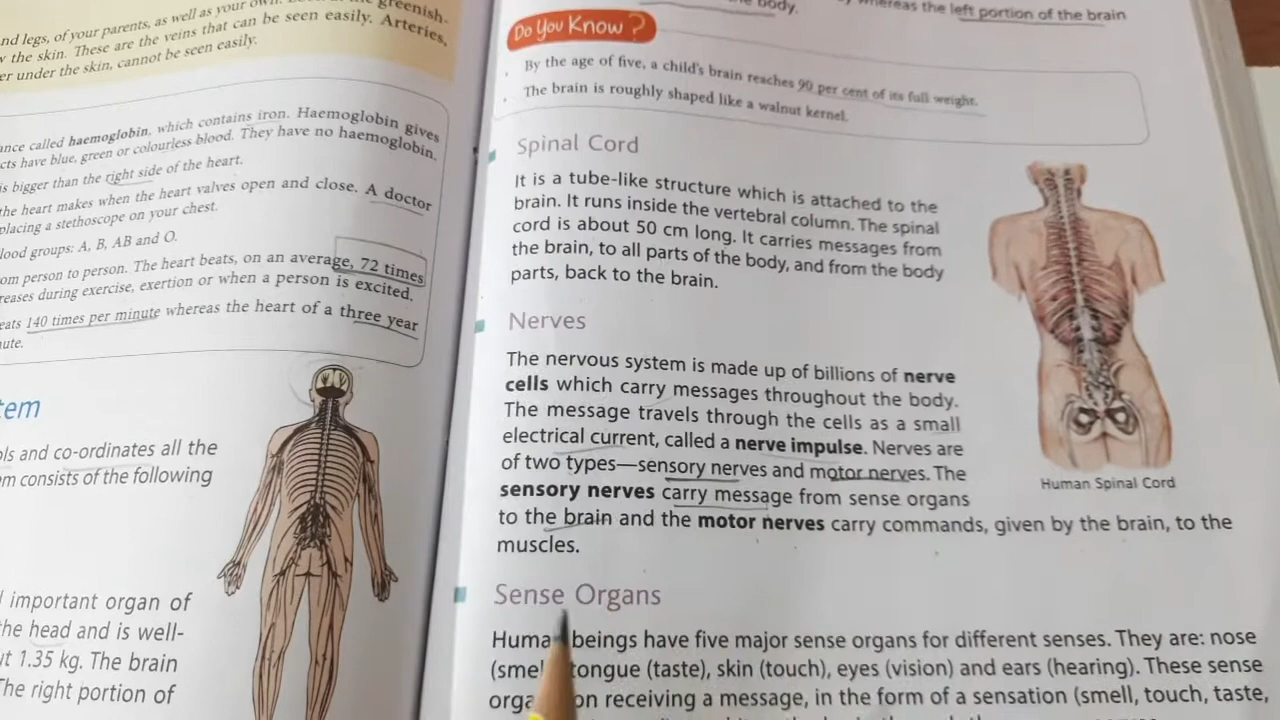 nd legs, of your parents, as well as your own.
greenish-
w the skin. These are the veins that can be seen easily. Arteries,
er under the skin, cannot be seen easily.
ance called haemoglobin, which contains iron. Haemoglobin gives
cts have blue, green or colourless blood. They have no haemoglobin.
is bigger than the right side of the heart.
the heart makes when the heart valves open and close. A doctor
placing a stethoscope on your chest.
lood groups: A, B, AB and O.
om person to person. The heart beats, on an average, 72 times
reases during exercise, exertion or when a person is excited.
eats 140 times per minute whereas the heart of a three year
ute.
tem
ols and co-ordinates all the
m consists of the following
l important organ of
the head and is well-
ut 1.35 kg. The brain
The right portion of
the body.
whereas the left portion of the brain
Do You Know?
By the age of five, a child's brain reaches 90 per cent of its full weight.
The brain is roughly shaped like a walnut kernel.
Spinal Cord
It is a tube-like structure which is attached to the
brain. It runs inside the vertebral column. The spinal
cord is about 50 cm long. It carries messages from
the brain, to all parts of the body, and from the body
parts, back to the brain.
Human Spinal Cord
Nerves
The nervous system is made up of billions of nerve
cells which carry messages throughout the body.
The message travels through the cells as a small
electrical current, called a nerve impulse. Nerves are
of two types—sensory nerves and motor nerves. The
sensory nerves carry message from sense organs
to the brain and the motor nerves carry commands, given by the brain, to the
muscles.
Sense Organs
Human beings have five major sense organs for different senses. They are: nose
(smel tongue (taste), skin (touch), eyes (vision) and ears (hearing). These sense
orga on receiving a message, in the form of a sensation (smell, touch, taste,